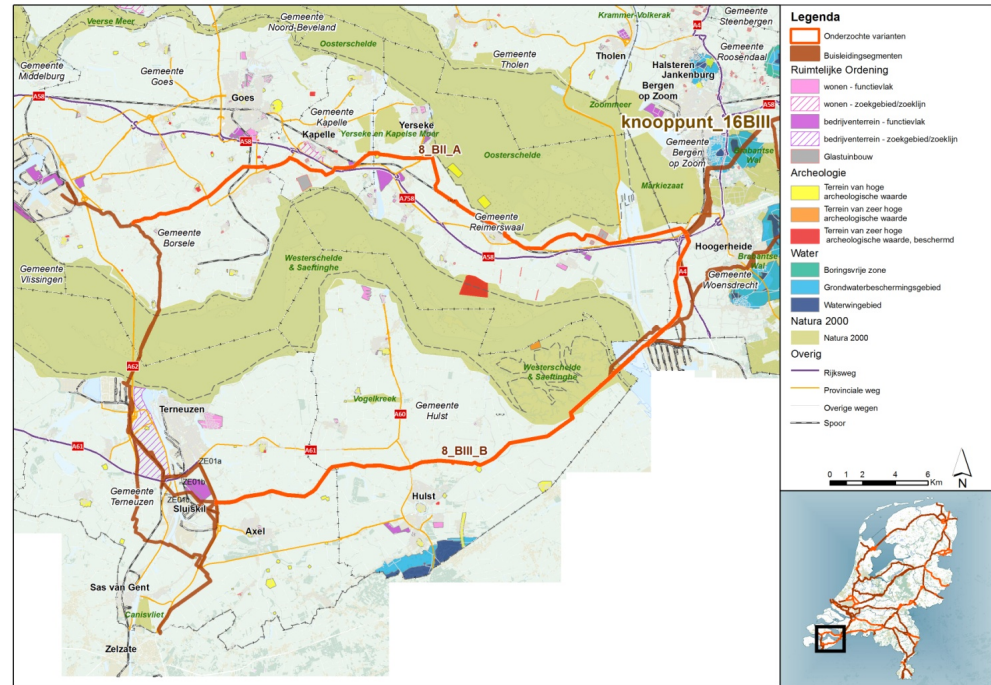 Veerse Meer
Gemeente
Noord-Beveland
Oosterschelde
Krammer-Volkerak
A4
Gemeente
Steenbergen
Gemeente
Middelburg
Gemeente
Goes
Gemeente
Tholen
Tholen
Halsteren
Jankenburg
Gemeente
Roosendaal
A58
Goes
Gemeente
Kapelle
Kapelle
Yerseke en Kapelse Moer
Yerseke
Zoommeer
Bergen
op Zoom
A58
knooppunt_16BIII
A58
8_BII_A
Oosterschelde
Gemeente
Bergen
op Zoom
Brabantse
Wal
Markiezaat
A758
Gemeente
Reimerswaal
Gemeente
Borsele
A58
Hoogerheide
Gemeente
Vlissingen
Westerschelde
& Saeftinghe
A4
Brabantse
Wal
Gemeente
Woensdrecht
A62
Westerschelde
& Saeftinghe
Terneuzen
Vogelkreek
A60
Gemeente
Hulst
A61
A61
8_BIII_B
ZE01a
ZE01b
Gemeente
Terneuzen
Sluiskil
Hulst
Axel
Sas van Gent
Canisvliet
Zelzate
Legenda
Onderzochte varianten
Buisleidingsegmenten
Ruimtelijke Ordening
wonen - functievlak
wonen - zoekgebied/zoeklijn
bedrijventerrein - functievlak
bedrijventerrein - zoekgebied/zoeklijn
Glastuinbouw
Archeologie
Terrein van hoge
archeologische waarde
Terrein van zeer hoge
archeologische waarde
Terrein van zeer hoge
archeologische waarde, beschermd
Water
Boringsvrije zone
Grondwaterbeschermingsgebied
Waterwingebied
Natura 2000
Natura 2000
Overig
Rijksweg
Provinciale weg
Overige wegen
Spoor
0 1 2 4 6
Km
N